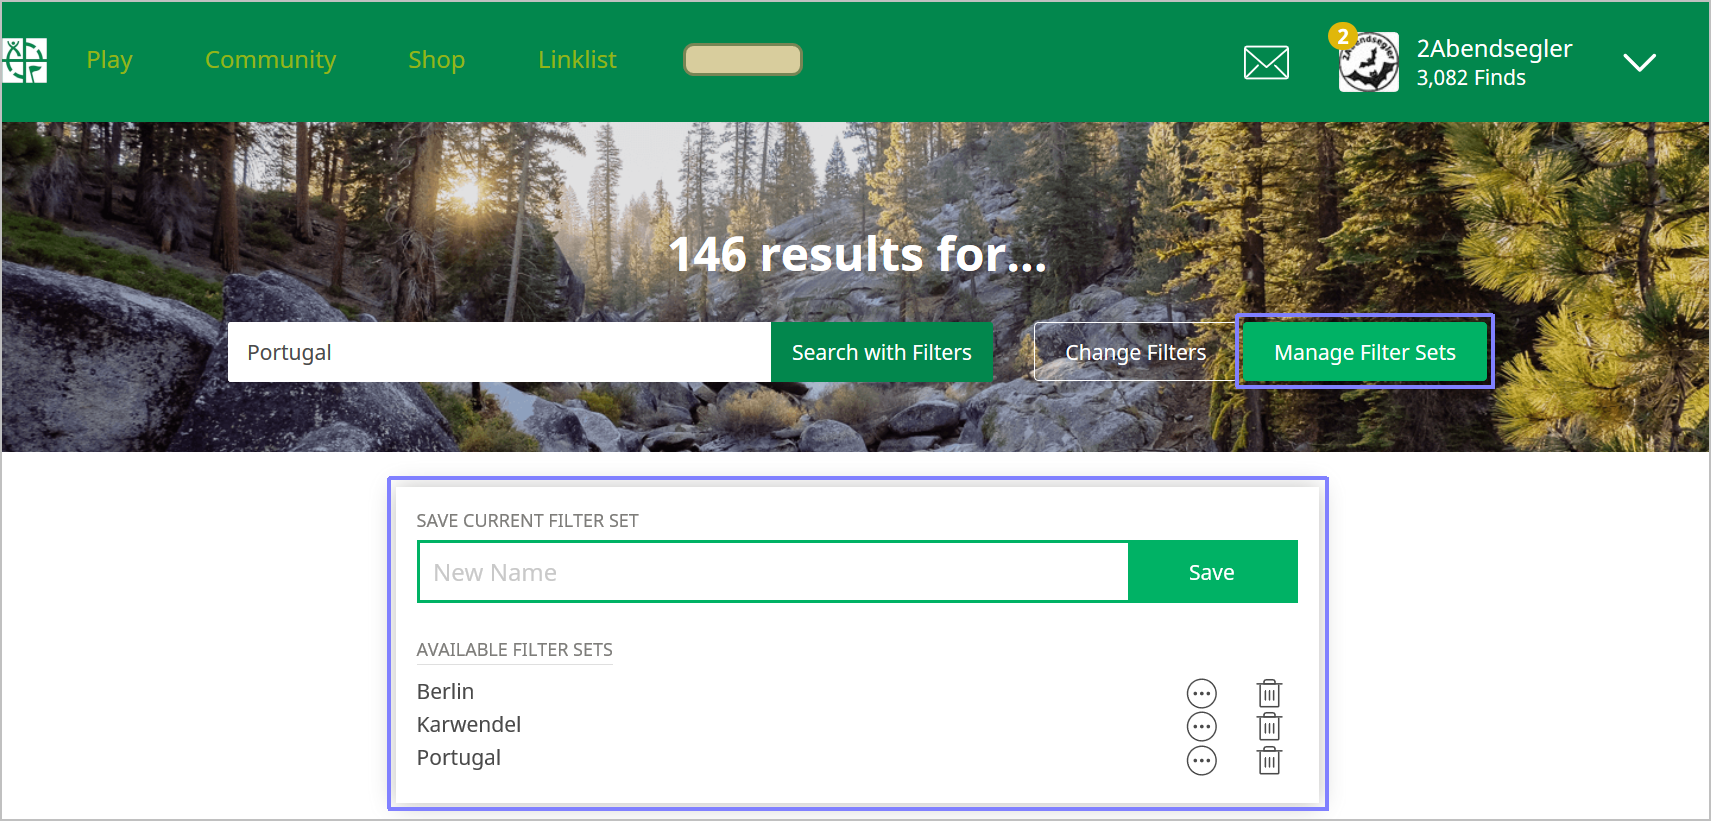 Play Community Shop Linklist
2
2Abendsegler
3,082 Finds
146 results for...
Portugal Search with Filters Change Filters Manage Filter Sets
SAVE CURRENT FILTER SET
New Name Save
AVAILABLE FILTER SETS
Berlin
Karwendel
Portugal